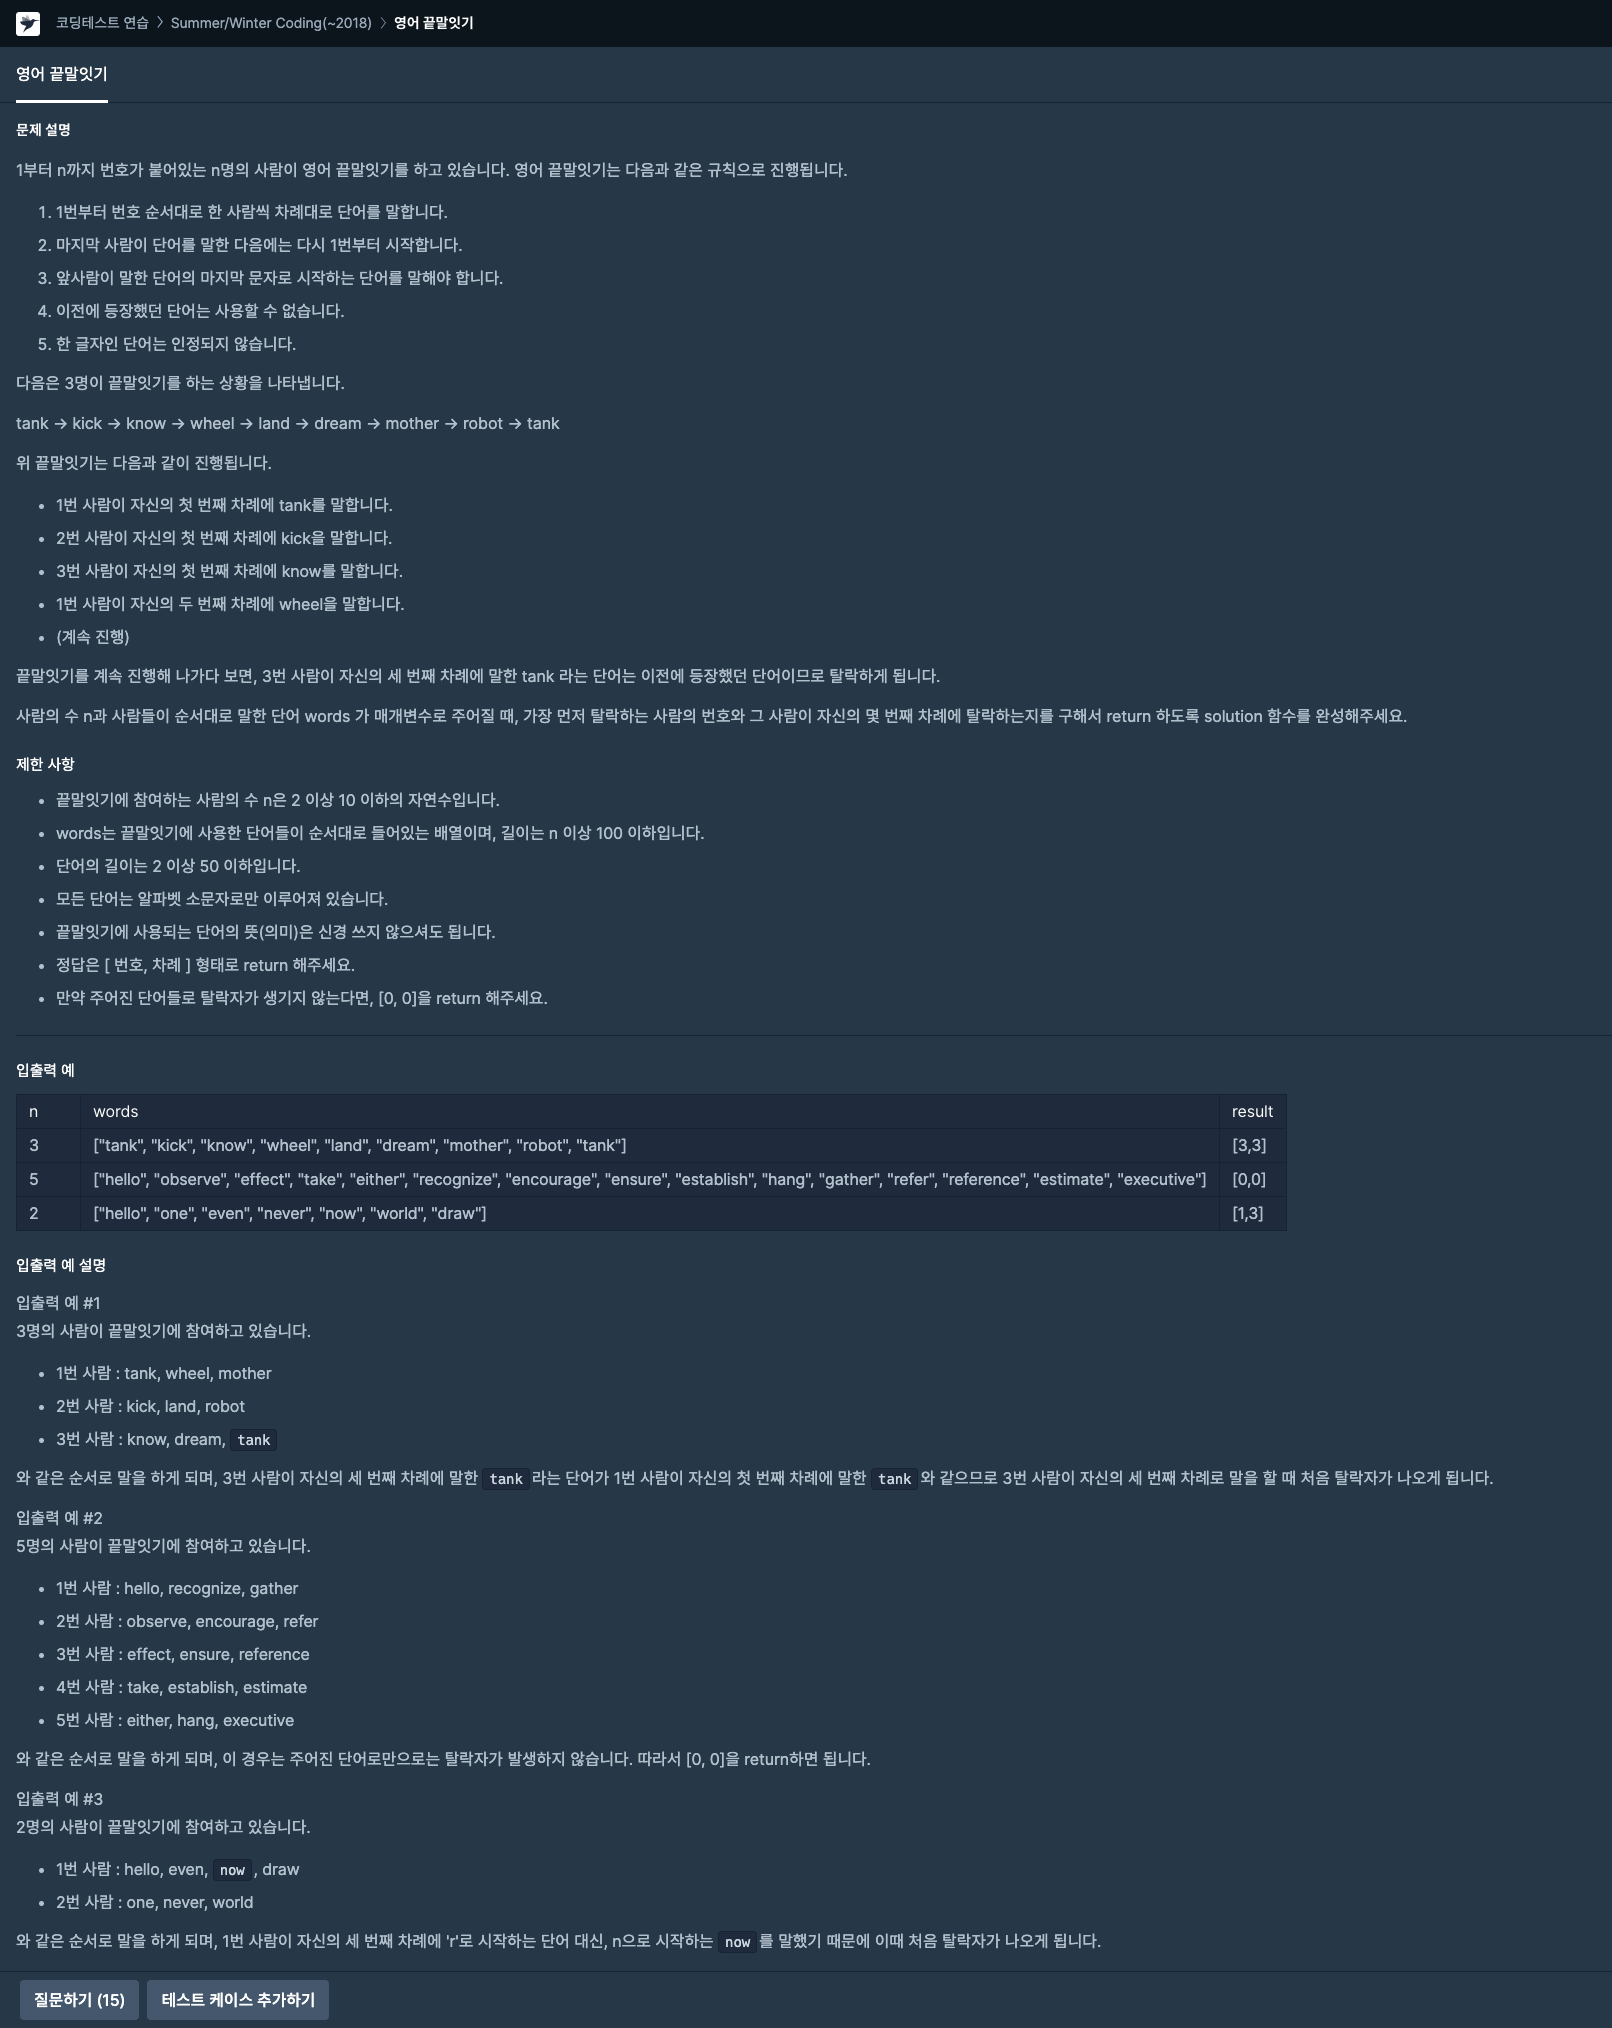 코딩테스트 연습 > Summer/Winter Coding(~2018) > 영어 끝말잇기
영어 끝말잇기
문제 설명
1부터 n까지 번호가 붙어있는 n명의 사람이 영어 끝말잇기를 하고 있습니다. 영어 끝말잇기는 다음과 같은 규칙으로 진행됩니다.
1. 1번부터 번호 순서대로 한 사람씩 차례대로 단어를 말합니다.
2. 마지막 사람이 단어를 말한 다음에는 다시 1번부터 시작합니다.
3. 앞사람이 말한 단어의 마지막 문자로 시작하는 단어를 말해야 합니다.
4. 이전에 등장했던 단어는 사용할 수 없습니다.
5. 한 글자인 단어는 인정되지 않습니다.
다음은 3명이 끝말잇기를 하는 상황을 나타냅니다.
tank → kick → know → wheel → land → dream → mother → robot → tank
위 끝말잇기는 다음과 같이 진행됩니다.
• 1번 사람이 자신의 첫 번째 차례에 tank를 말합니다.
• 2번 사람이 자신의 첫 번째 차례에 kick을 말합니다.
• 3번 사람이 자신의 첫 번째 차례에 know를 말합니다.
• 1번 사람이 자신의 두 번째 차례에 wheel을 말합니다.
• (계속 진행)
끝말잇기를 계속 진행해 나가다 보면, 3번 사람이 자신의 세 번째 차례에 말한 tank 라는 단어는 이전에 등장했던 단어이므로 탈락하게 됩니다.
사람의 수 n과 사람들이 순서대로 말한 단어 words 가 매개변수로 주어질 때, 가장 먼저 탈락하는 사람의 번호와 그 사람이 자신의 몇 번째 차례에 탈락하는지를 구해서 return 하도록 solution 함수를 완성해주세요.
제한 사항
• 끝말잇기에 참여하는 사람의 수 n은 2 이상 10 이하의 자연수입니다.
• words는 끝말잇기에 사용한 단어들이 순서대로 들어있는 배열이며, 길이는 n 이상 100 이하입니다.
• 단어의 길이는 2 이상 50 이하입니다.
• 모든 단어는 알파벳 소문자로만 이루어져 있습니다.
• 끝말잇기에 사용되는 단어의 뜻(의미)은 신경 쓰지 않으셔도 됩니다.
• 정답은 [ 번호, 차례 ] 형태로 return 해주세요.
• 만약 주어진 단어들로 탈락자가 생기지 않는다면, [0, 0]을 return 해주세요.
입출력 예
n words result
3 ["tank", "kick", "know", "wheel", "land", "dream", "mother", "robot", "tank"] [3,3]
5 ["hello", "observe", "effect", "take", "either", "recognize", "encourage", "ensure", "establish", "hang", "gather", "refer", "reference", "estimate", "executive"] [0,0]
2 ["hello", "one", "even", "never", "now", "world", "draw"] [1,3]
입출력 예 설명
입출력 예 #1
3명의 사람이 끝말잇기에 참여하고 있습니다.
• 1번 사람 : tank, wheel, mother
• 2번 사람 : kick, land, robot
• 3번 사람 : know, dream, tank
와 같은 순서로 말을 하게 되며, 3번 사람이 자신의 세 번째 차례에 말한 tank 라는 단어가 1번 사람이 자신의 첫 번째 차례에 말한 tank 와 같으므로 3번 사람이 자신의 세 번째 차례로 말을 할 때 처음 탈락자가 나오게 됩니다.
입출력 예 #2
5명의 사람이 끝말잇기에 참여하고 있습니다.
• 1번 사람 : hello, recognize, gather
• 2번 사람 : observe, encourage, refer
• 3번 사람 : effect, ensure, reference
• 4번 사람 : take, establish, estimate
• 5번 사람 : either, hang, executive
와 같은 순서로 말을 하게 되며, 이 경우는 주어진 단어로만으로는 탈락자가 발생하지 않습니다. 따라서 [0, 0]을 return하면 됩니다.
입출력 예 #3
2명의 사람이 끝말잇기에 참여하고 있습니다.
• 1번 사람 : hello, even, now , draw
• 2번 사람 : one, never, world
와 같은 순서로 말을 하게 되며, 1번 사람이 자신의 세 번째 차례에 'r'로 시작하는 단어 대신, n으로 시작하는 now 를 말했기 때문에 이때 처음 탈락자가 나오게 됩니다.
질문하기 (15) 테스트 케이스 추가하기